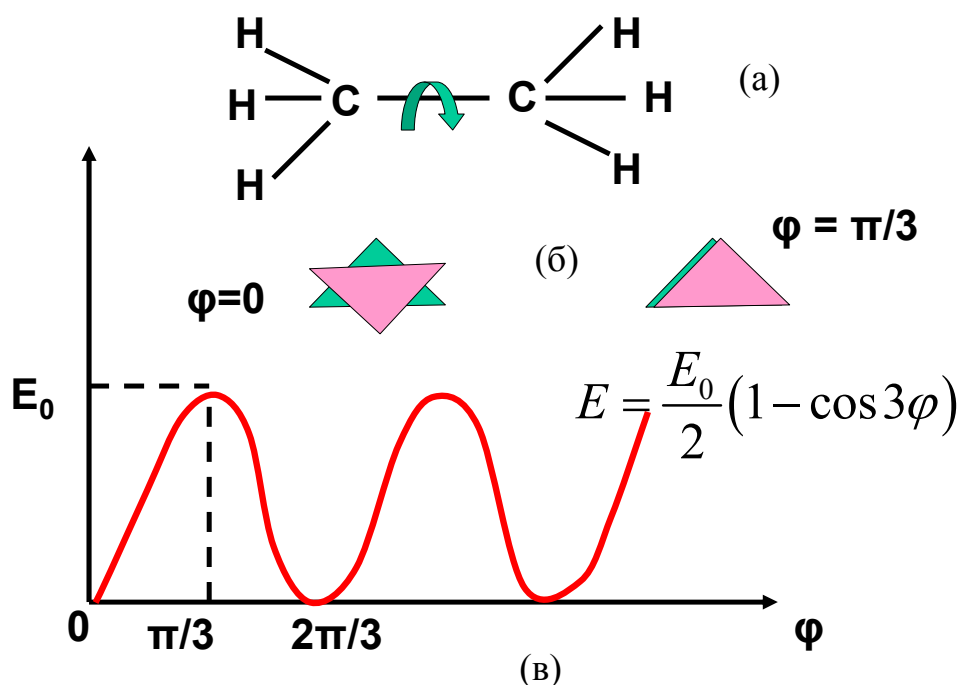 H H
H C C H (а)
H H
φ = π/3
(б)
φ=0
E₀
E = E₀/2 (1 − cos 3φ)
0 π/3 2π/3 φ
(в)